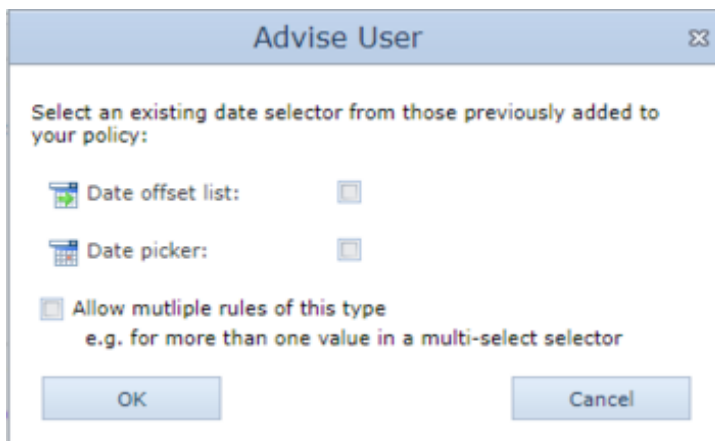 Advise User
Select an existing date selector from those previously added to
your policy:
Date offset list:
Date picker:
Allow mutliple rules of this type
e.g. for more than one value in a multi-select selector
OK Cancel